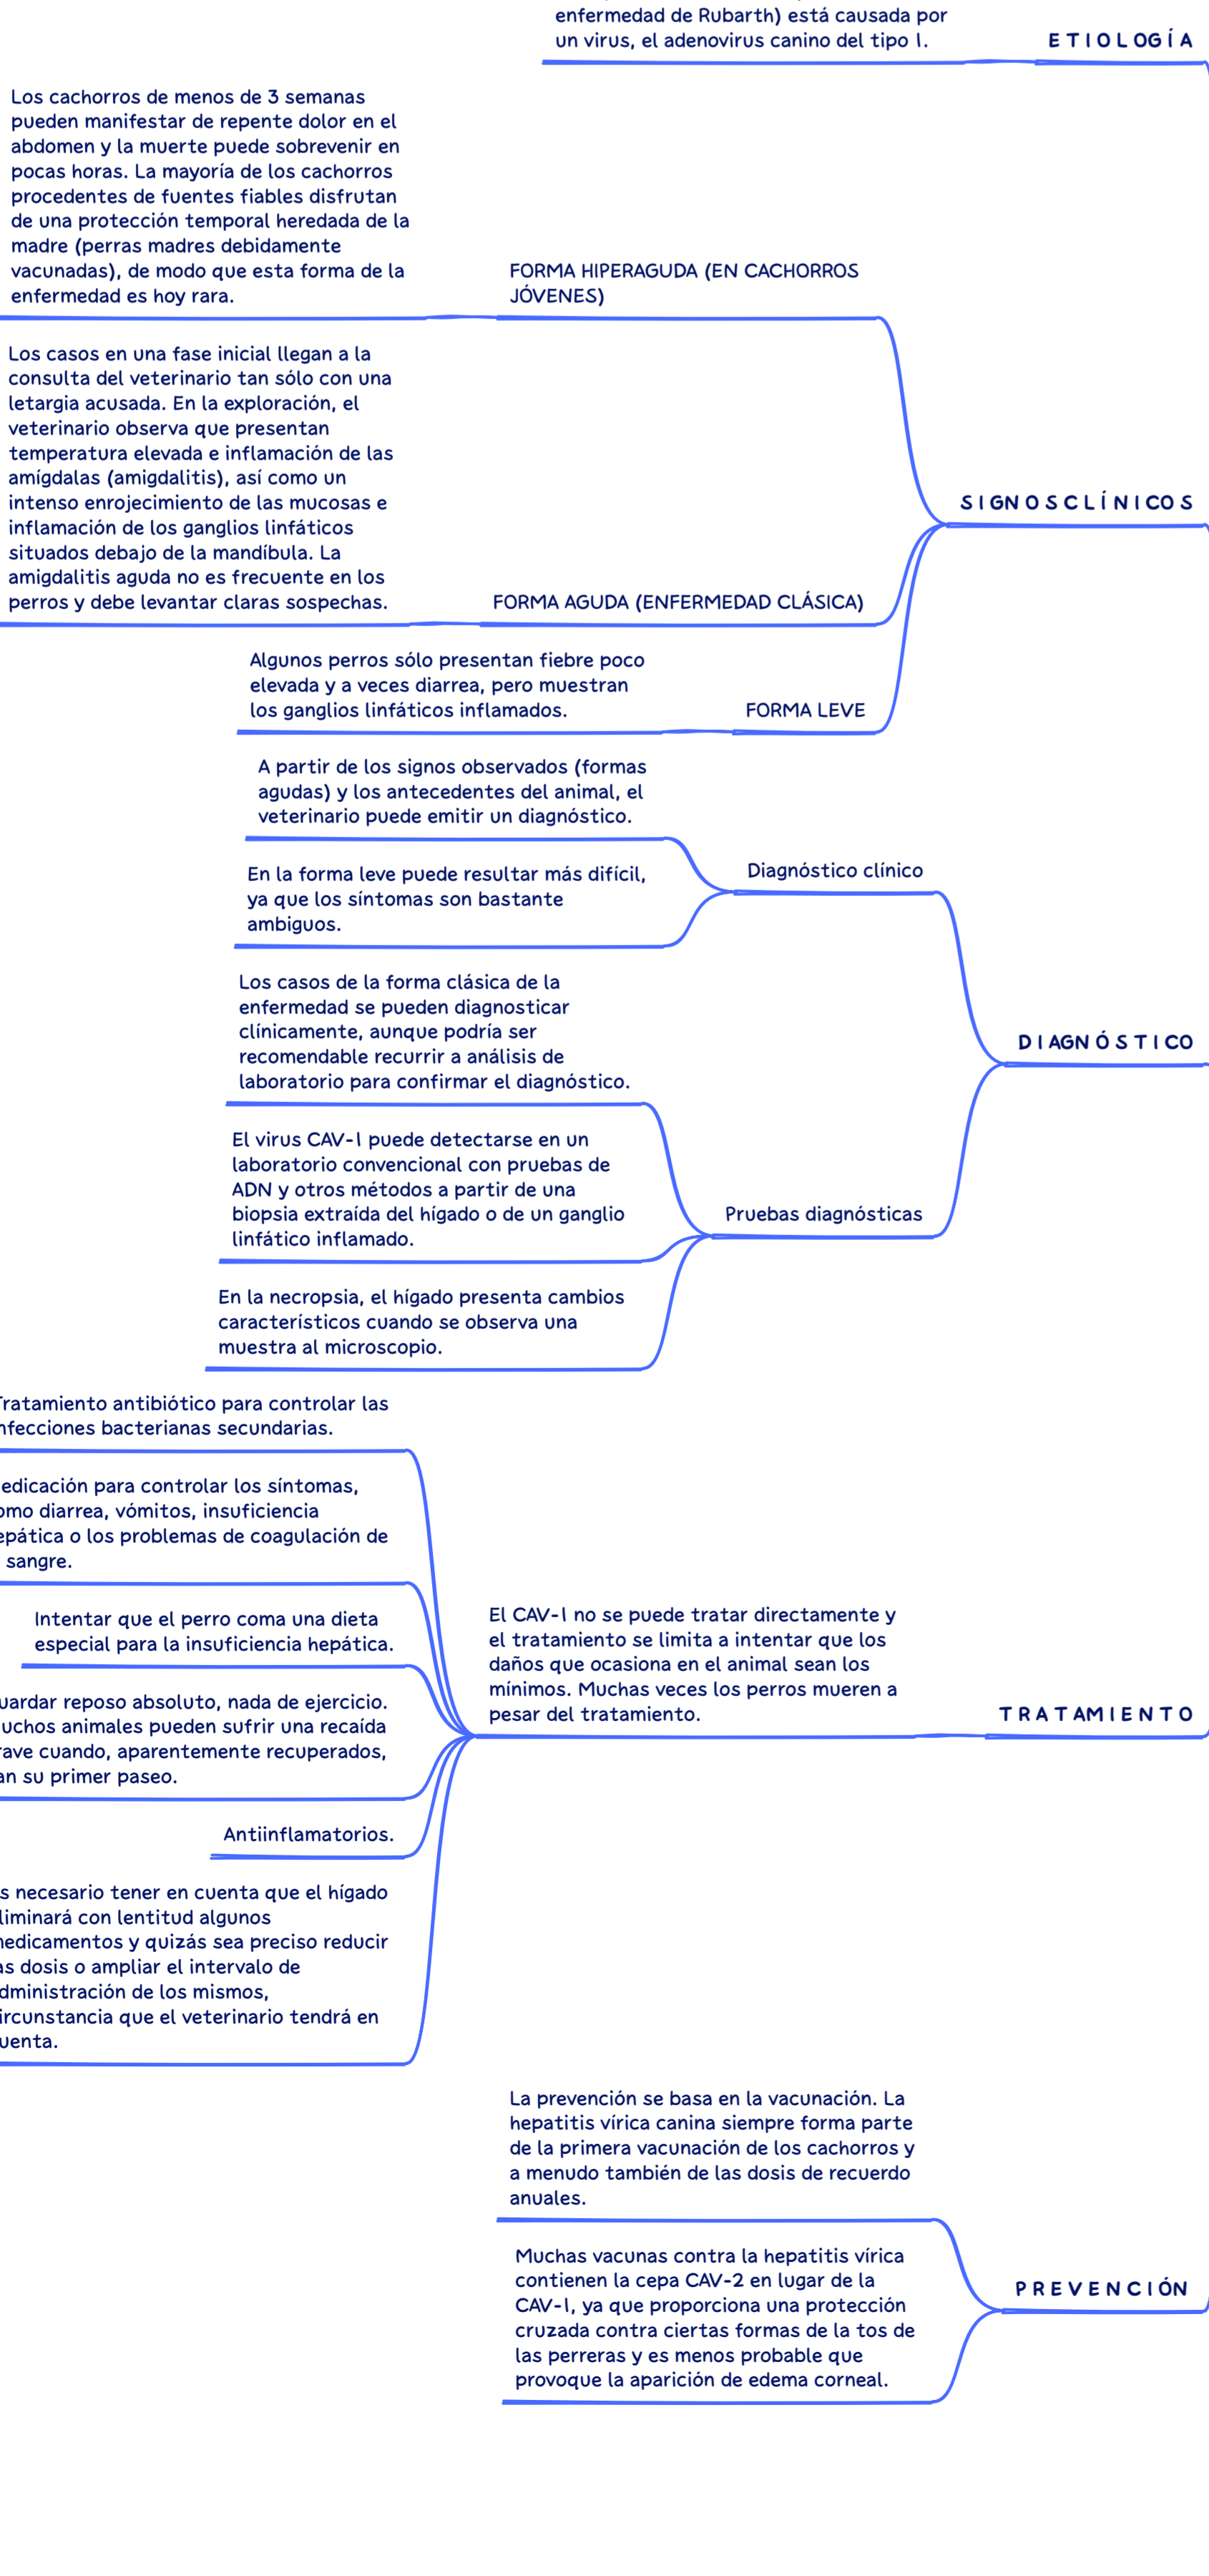 enfermedad de Rubarth) está causada por
un virus, el adenovirus canino del tipo 1.
ETIOLOGÍA
Los cachorros de menos de 3 semanas
pueden manifestar de repente dolor en el
abdomen y la muerte puede sobrevenir en
pocas horas. La mayoría de los cachorros
procedentes de fuentes fiables disfrutan
de una protección temporal heredada de la
madre (perras madres debidamente
vacunadas), de modo que esta forma de la
enfermedad es hoy rara.
FORMA HIPERAGUDA (EN CACHORROS
JÓVENES)
Los casos en una fase inicial llegan a la
consulta del veterinario tan sólo con una
letargia acusada. En la exploración, el
veterinario observa que presentan
temperatura elevada e inflamación de las
amígdalas (amigdalitis), así como un
intenso enrojecimiento de las mucosas e
inflamación de los ganglios linfáticos
situados debajo de la mandíbula. La
amigdalitis aguda no es frecuente en los
perros y debe levantar claras sospechas.
FORMA AGUDA (ENFERMEDAD CLÁSICA)
SIGNOSCLÍNICOS
Algunos perros sólo presentan fiebre poco
elevada y a veces diarrea, pero muestran
los ganglios linfáticos inflamados.
FORMA LEVE
A partir de los signos observados (formas
agudas) y los antecedentes del animal, el
veterinario puede emitir un diagnóstico.
En la forma leve puede resultar más difícil,
ya que los síntomas son bastante
ambiguos.
Diagnóstico clínico
Los casos de la forma clásica de la
enfermedad se pueden diagnosticar
clínicamente, aunque podría ser
recomendable recurrir a análisis de
laboratorio para confirmar el diagnóstico.
DIAGNÓSTICO
El virus CAV-1 puede detectarse en un
laboratorio convencional con pruebas de
ADN y otros métodos a partir de una
biopsia extraída del hígado o de un ganglio
linfático inflamado.
Pruebas diagnósticas
En la necropsia, el hígado presenta cambios
característicos cuando se observa una
muestra al microscopio.
Tratamiento antibiótico para controlar las
nfecciones bacterianas secundarias.
edicación para controlar los síntomas,
omo diarrea, vómitos, insuficiencia
epática o los problemas de coagulación de
sangre.
Intentar que el perro coma una dieta
especial para la insuficiencia hepática.
uardar reposo absoluto, nada de ejercicio.
uchos animales pueden sufrir una recaída
rave cuando, aparentemente recuperados,
an su primer paseo.
Antiinflamatorios.
s necesario tener en cuenta que el hígado
liminará con lentitud algunos
edicamentos y quizás sea preciso reducir
as dosis o ampliar el intervalo de
dministración de los mismos,
ircunstancia que el veterinario tendrá en
uenta.
El CAV-1 no se puede tratar directamente y
el tratamiento se limita a intentar que los
daños que ocasiona en el animal sean los
mínimos. Muchas veces los perros mueren a
pesar del tratamiento.
TRATAMIENTO
La prevención se basa en la vacunación. La
hepatitis vírica canina siempre forma parte
de la primera vacunación de los cachorros y
a menudo también de las dosis de recuerdo
anuales.
Muchas vacunas contra la hepatitis vírica
contienen la cepa CAV-2 en lugar de la
CAV-1, ya que proporciona una protección
cruzada contra ciertas formas de la tos de
las perreras y es menos probable que
provoque la aparición de edema corneal.
PREVENCIÓN